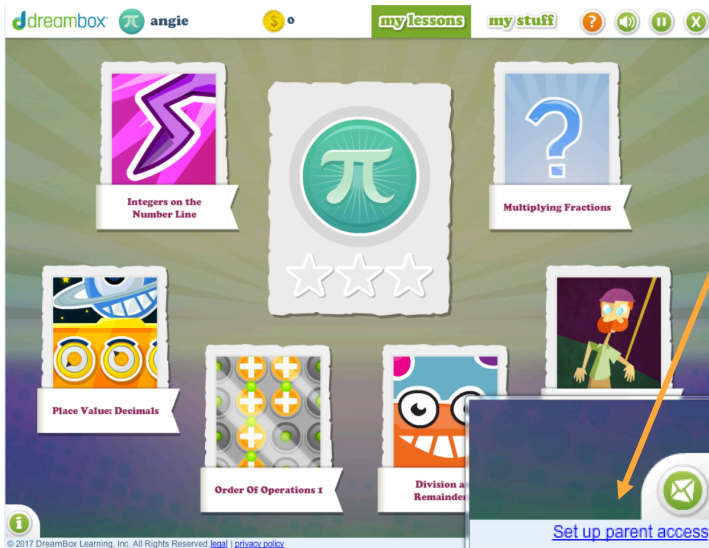 dreambox
π angie
0
my lessons
my stuff
?
X
Integers on the
Number Line
π
?
Multiplying Fractions
Place Value: Decimals
Order Of Operations 1
Division a
Remainde
i
Set up parent access
© 2017 DreamBox Learning, Inc. All Rights Reserved. legal | privacy policy